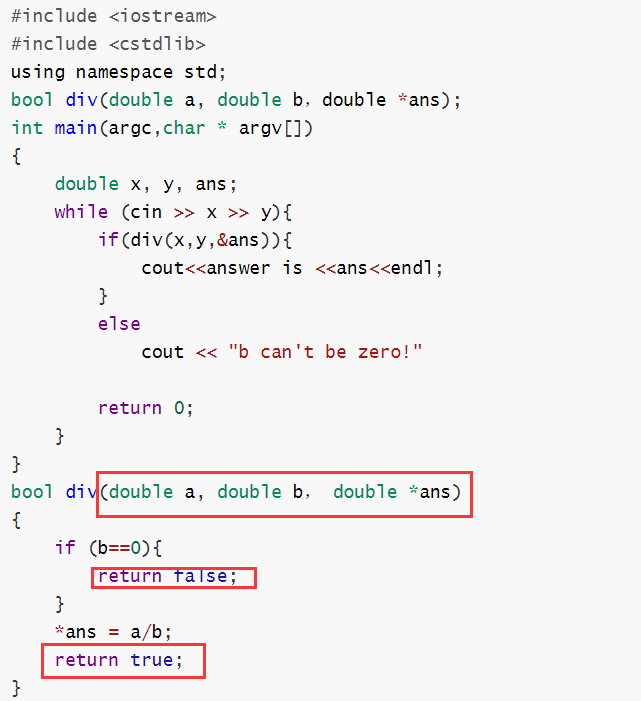 #include <iostream>
#include <cstdlib>
using namespace std;
bool div(double a, double b，double *ans);
int main(argc,char * argv[])
{
    double x, y, ans;
    while (cin >> x >> y){
        if(div(x,y,&ans)){
            cout<<answer is <<ans<<endl;
        }
        else
            cout << "b can't be zero!"
        return 0;
    }
}
bool div(double a, double b， double *ans)
{
    if (b==0){
        return false;
    }
    *ans = a/b;
    return true;
}